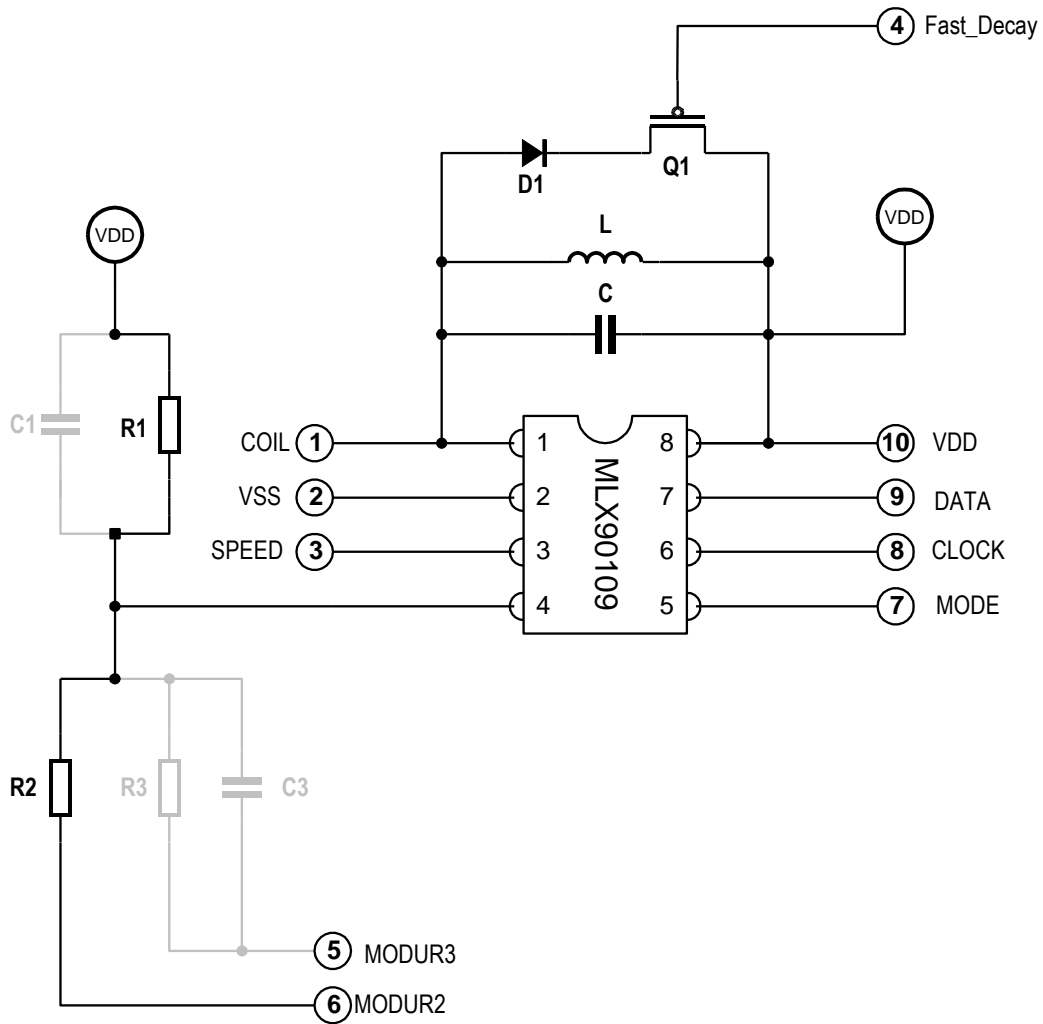 4 Fast_Decay
Q1
D1
VDD
VDD
L
C
C1
R1
COIL 1
1
8
10 VDD
VSS 2
2
7
9 DATA
SPEED 3
3
6
8 CLOCK
4
5
7 MODE
MLX90109
R2
R3
C3
5 MODUR3
6 MODUR2